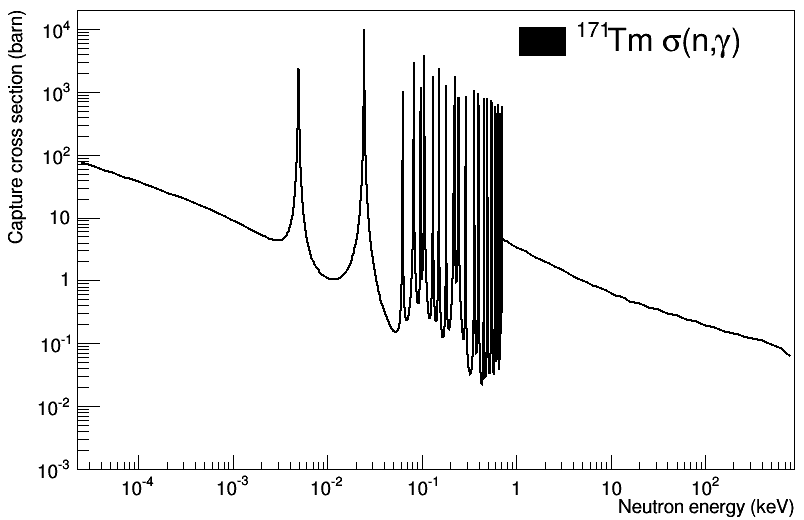 Capture cross section (barn)
¹⁷¹Tm σ(n,γ)
10⁴
10³
10²
10
1
10⁻¹
10⁻²
10⁻³
10⁻⁴ 10⁻³ 10⁻² 10⁻¹ 1 10 10²
Neutron energy (keV)